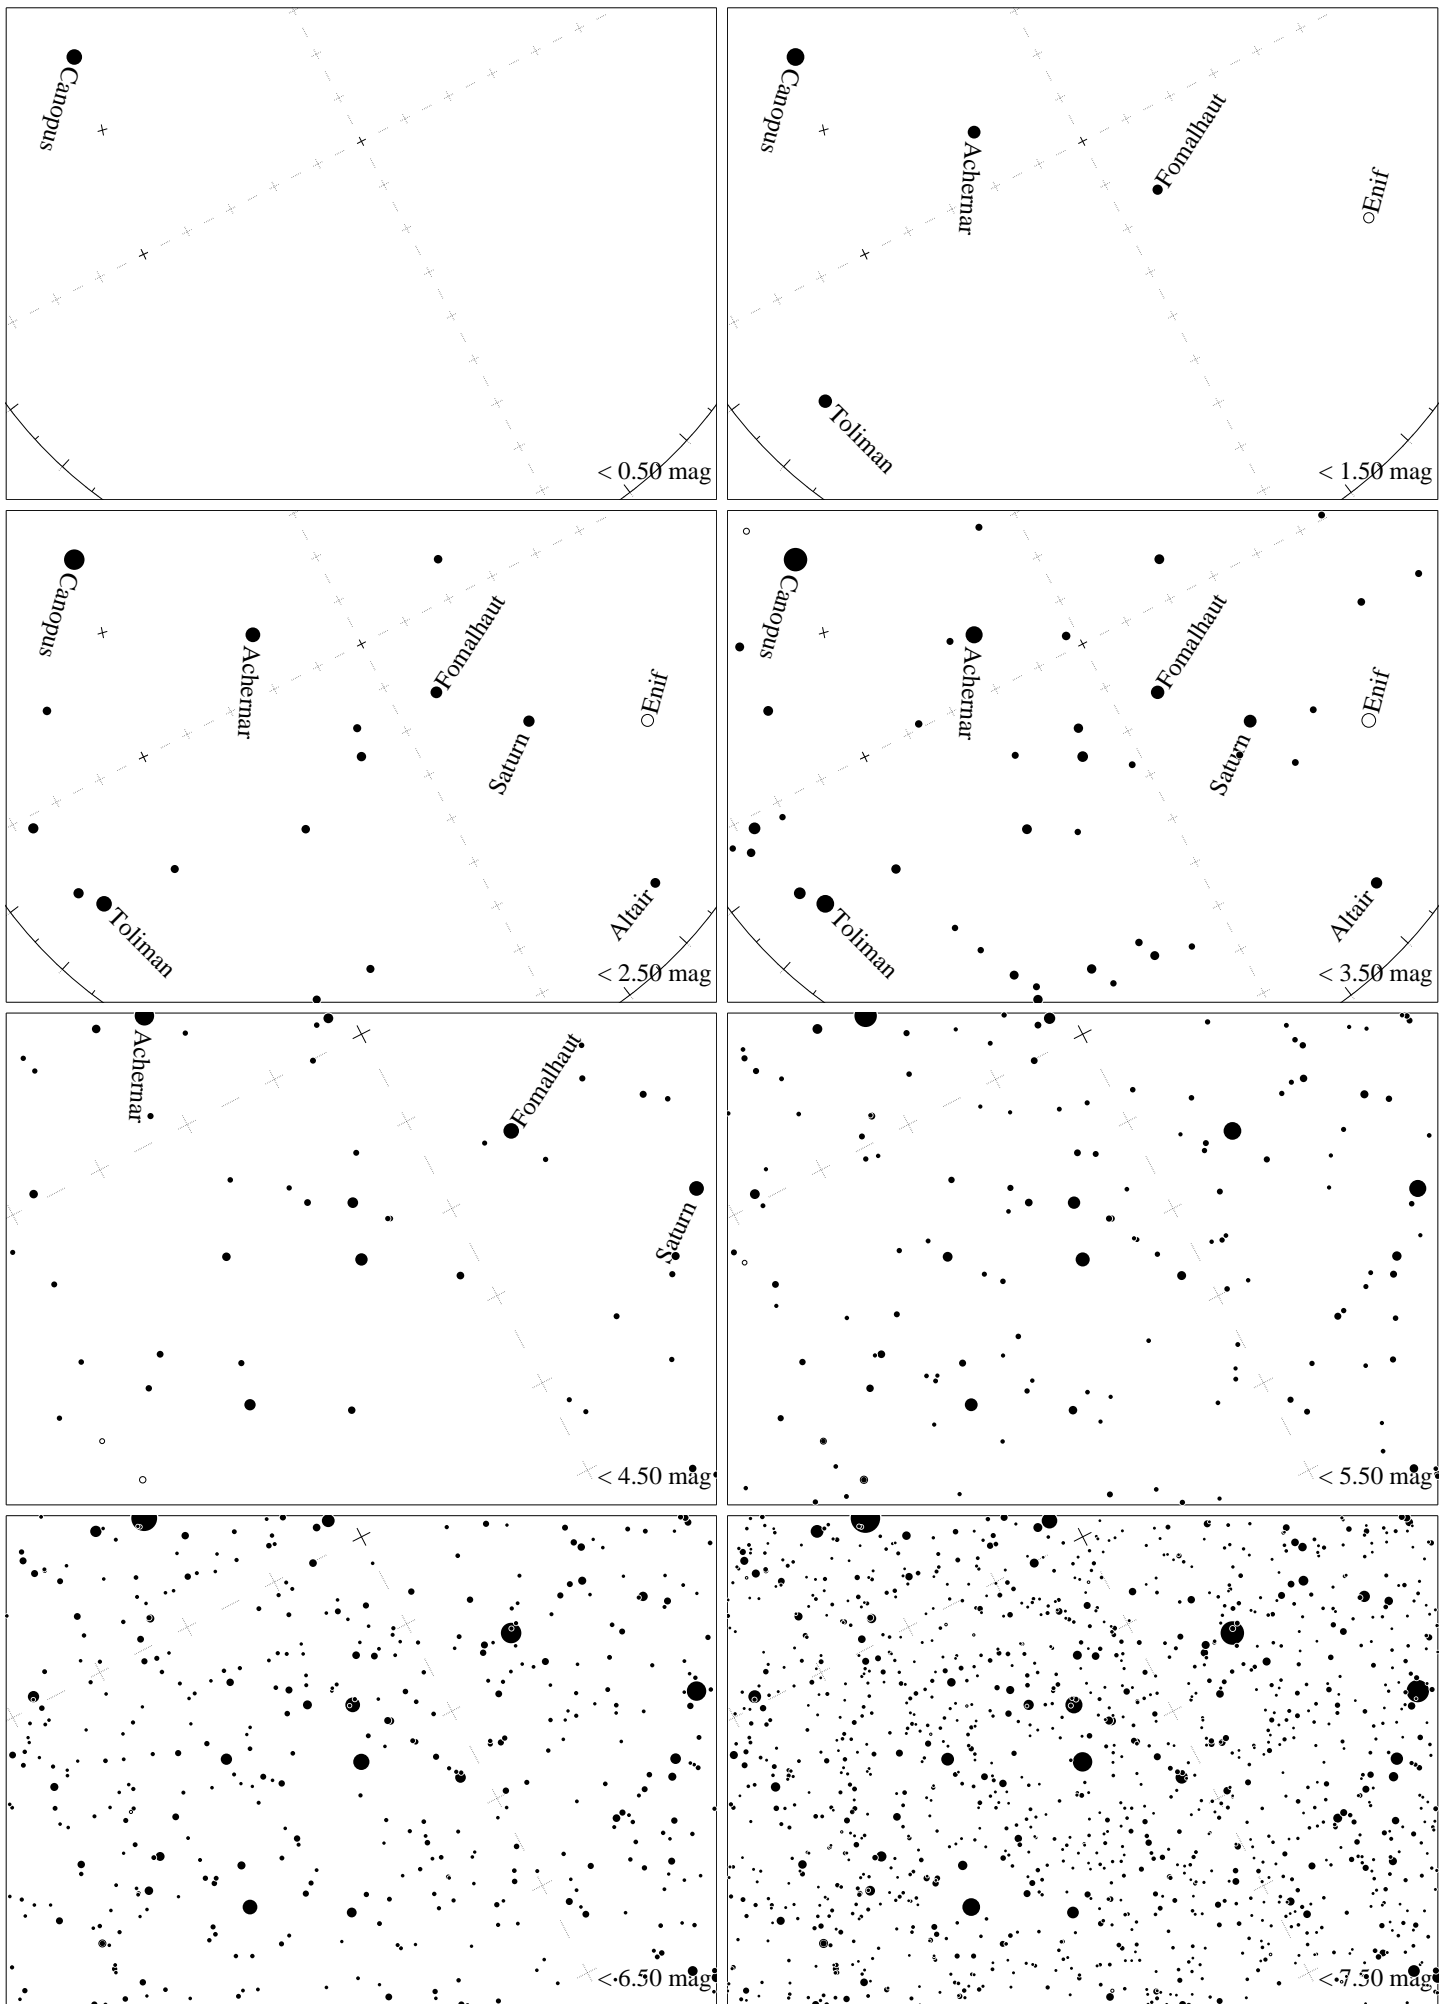 Canopus
< 0.50 mag
Canopus
Achernar
Fomalhaut
Enif
Toliman
< 1.50 mag
Canopus
Achernar
Fomalhaut
Enif
Saturn
Altair
Toliman
< 2.50 mag
Canopus
Achernar
Fomalhaut
Enif
Saturn
Altair
Toliman
< 3.50 mag
Achernar
Fomalhaut
Saturn
< 4.50 mag
< 5.50 mag
< 6.50 mag
< 7.50 mag